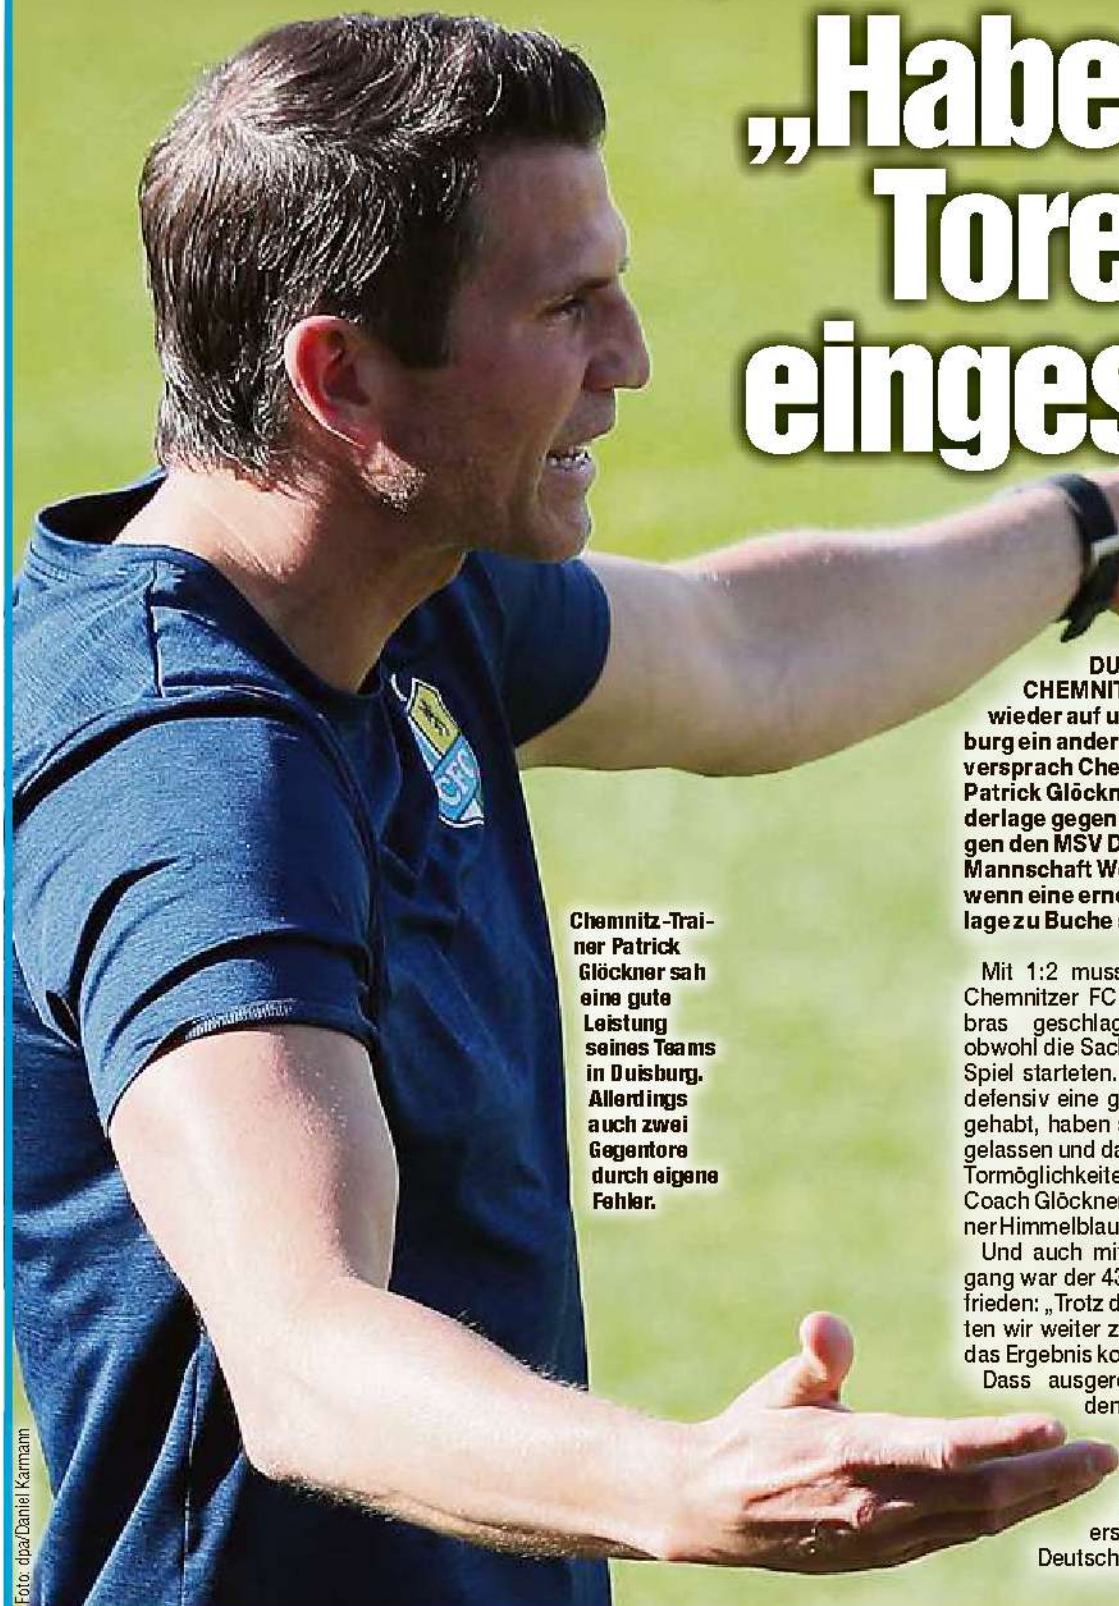 „Habe
Tore
einges
DU
CHEMNIT
wieder auf u
burg ein ander
versprach Che
Patrick Glöckn
derlage gegen
gen den MSV D
Mannschaft We
wenn eine erne
lage zu Buche
Mit 1:2 muss
Chemnitzer FC
bras geschlag
obwohl die Sac
Spiel starteten.
defensiv eine g
gehabt, haben
gelassen und da
Tormöglichkeite
Coach Glöckner
ner Himmelblau
Und auch mi
gang war der 43
frieden: „Trotz d
ten wir weiter z
das Ergebnis ko
Dass ausgere
den
ers
Deutsch
Chemnitz-Trai-
ner Patrick
Glöckner sah
eine gute
Leistung
seines Teams
in Duisburg.
Allerdings
auch zwei
Gegentore
durch eigene
Fehler.
CFC
Foto: dpa/Daniel Karmann